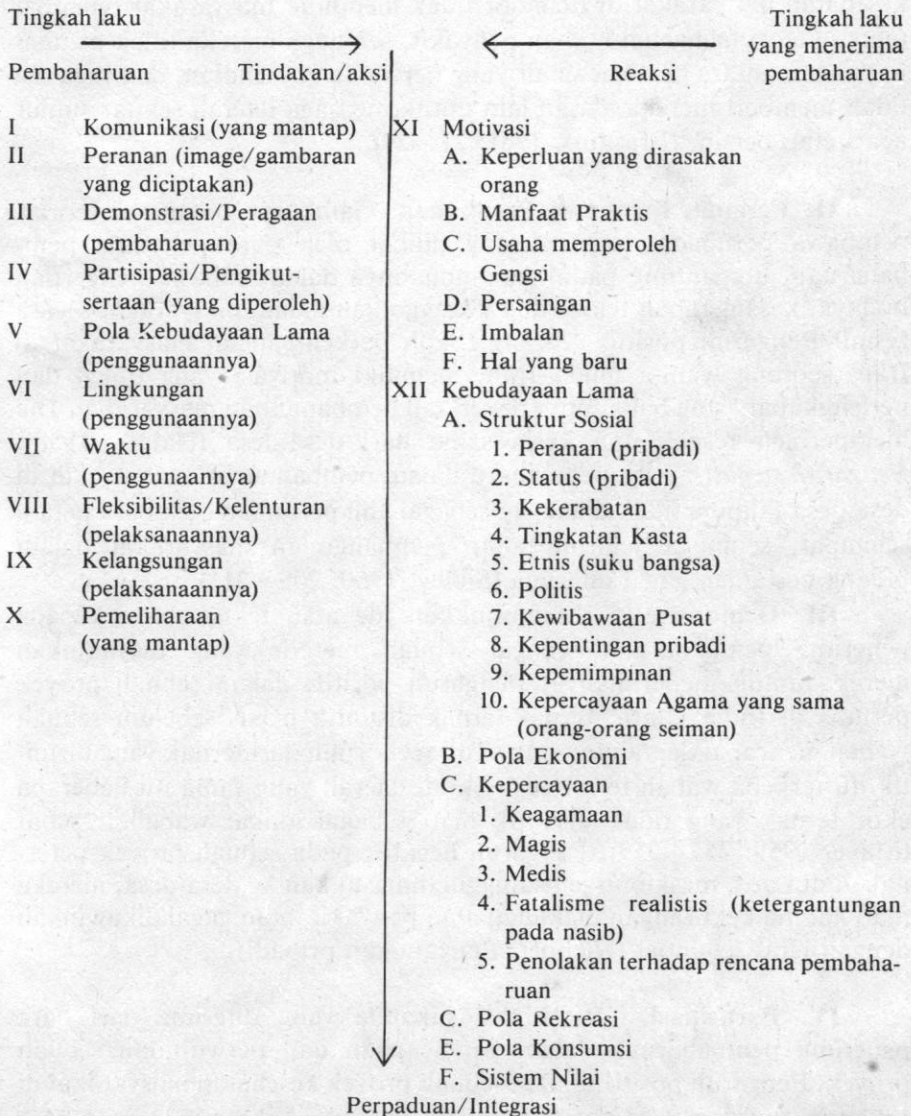 Tingkah laku
Pembaharuan Tindakan/aksi
I Komunikasi (yang mantap)
II Peranan (image/gambaran
yang diciptakan)
III Demonstrasi/Peragaan
(pembaharuan)
IV Partisipasi/Pengikut-
sertaan (yang diperoleh)
V Pola Kebudayaan Lama
(penggunaannya)
VI Lingkungan
(penggunaannya)
VII Waktu
(penggunaannya)
VIII Fleksibilitas/Kelenturan
(pelaksanaannya)
IX Kelangsungan
(pelaksanaannya)
X Pemeliharaan
(yang mantap)
Tingkah laku
yang menerima
Reaksi pembaharuan
XI Motivasi
A. Keperluan yang dirasakan
orang
B. Manfaat Praktis
C. Usaha memperoleh
Gengsi
D. Persaingan
E. Imbalan
F. Hal yang baru
XII Kebudayaan Lama
A. Struktur Sosial
1. Peranan (pribadi)
2. Status (pribadi)
3. Kekerabatan
4. Tingkatan Kasta
5. Etnis (suku bangsa)
6. Politis
7. Kewibawaan Pusat
8. Kepentingan pribadi
9. Kepemimpinan
10. Kepercayaan Agama yang sama
(orang-orang seiman)
B. Pola Ekonomi
C. Kepercayaan
1. Keagamaan
2. Magis
3. Medis
4. Fatalisme realistis (ketergantungan
pada nasib)
5. Penolakan terhadap rencana pembaha-
ruan
C. Pola Rekreasi
E. Pola Konsumsi
F. Sistem Nilai
Perpaduan/Integrasi